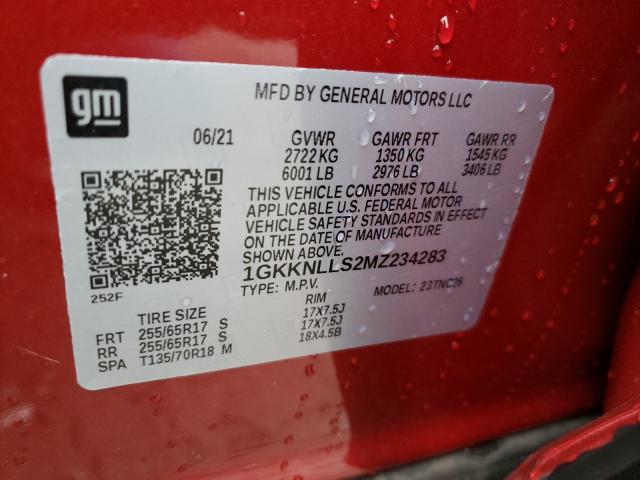 gm
MFD BY GENERAL MOTORS LLC
06/21 GVWR GAWR FRT GAWR RR
2722 KG 1350 KG 1545 KG
6001 LB 2976 LB 3406 LB
THIS VEHICLE CONFORMS TO ALL
APPLICABLE U.S. FEDERAL MOTOR
VEHICLE SAFETY STANDARDS IN EFFECT
ON THE DATE OF MANUFACTURE
SHOWN ABOVE.
1GKKNLLS2MZ234283
252F
TYPE: M.P.V. MODEL: 23TNC26
TIRE SIZE RIM
FRT 255/65R17 S 17X7.5J
RR 255/65R17 S 17X7.5J
SPA T135/70R18 M 18X4.5B